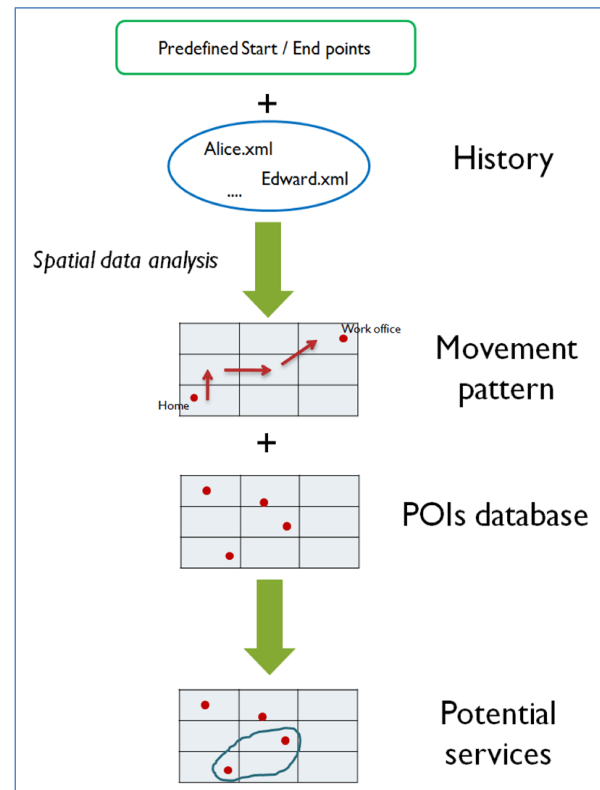 Predefined Start / End points
+
Alice.xml
Edward.xml
....
History
Spatial data analysis
Work office
Home
Movement
pattern
+
POIs database
Potential
services